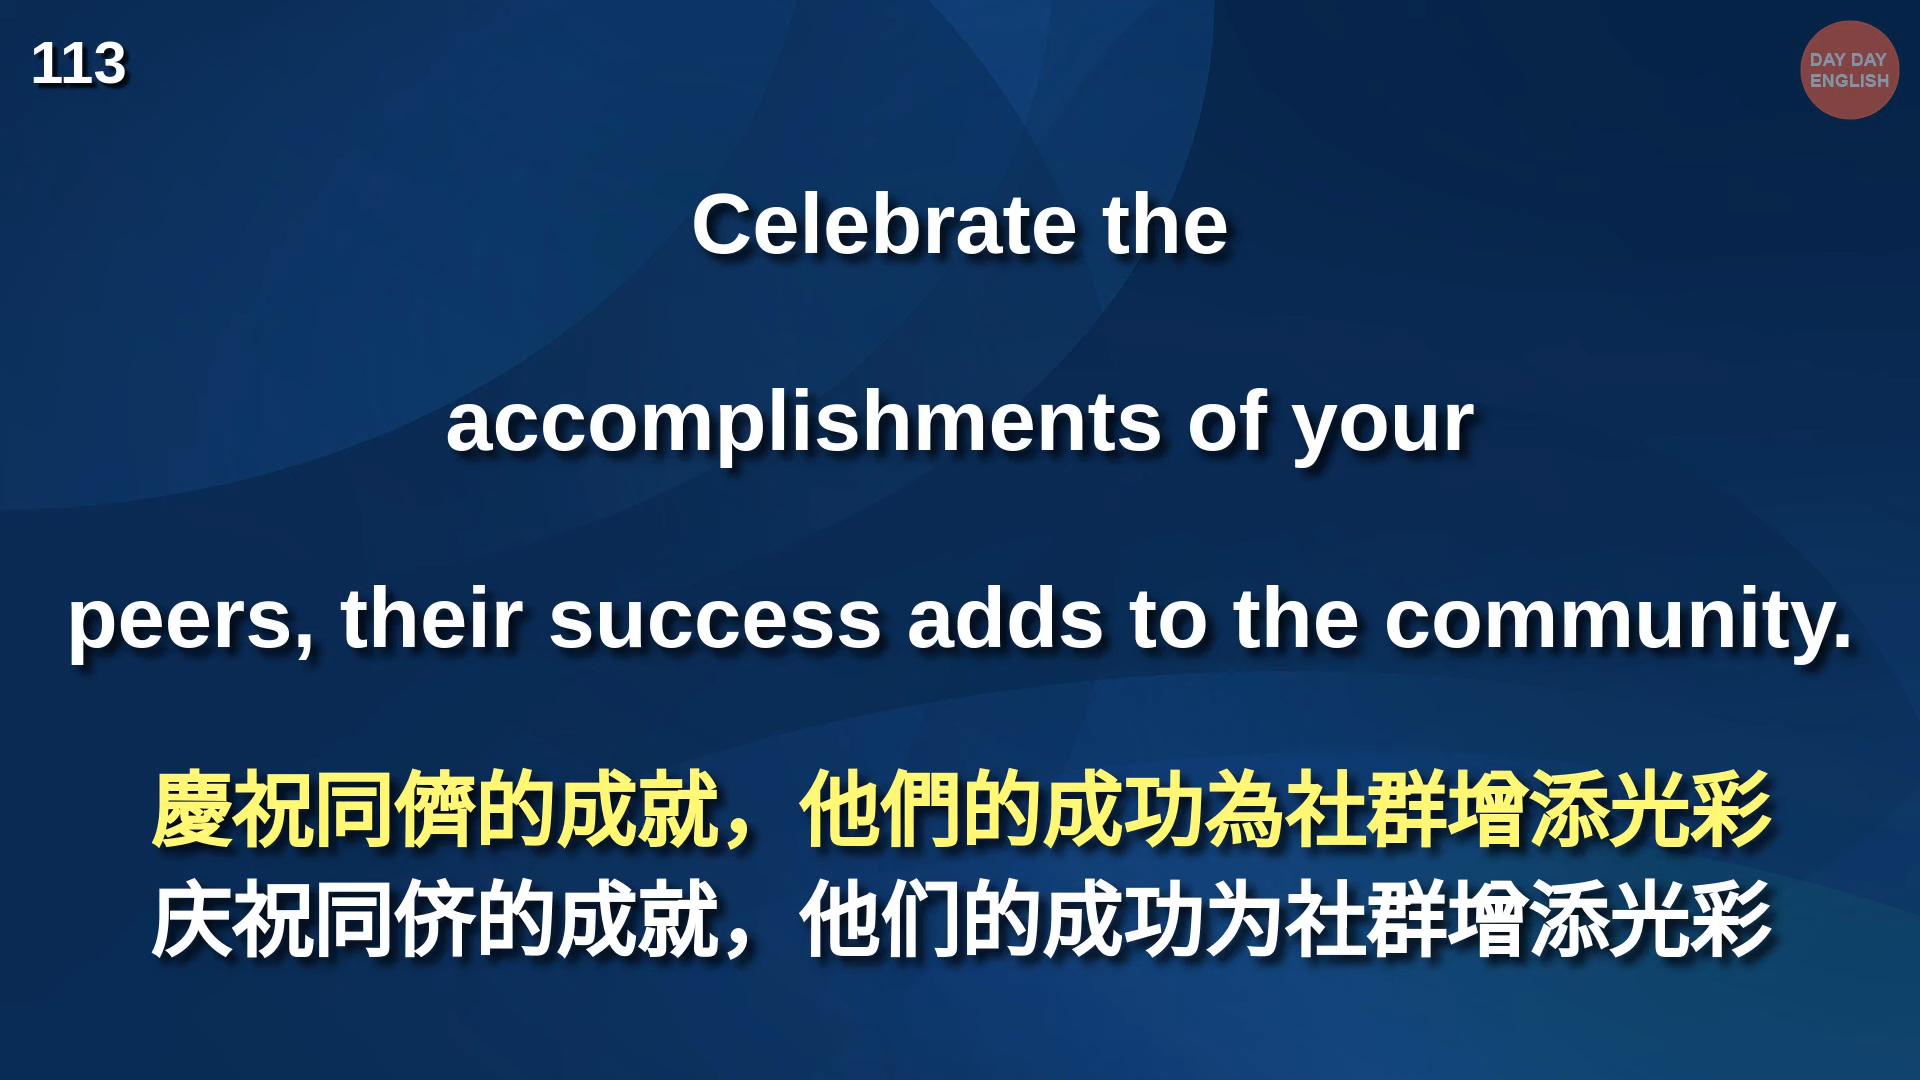 113
DAY DAY
ENGLISH
Celebrate the
accomplishments of your
peers, their success adds to the community.
慶祝同儕的成就，他們的成功為社群增添光彩
庆祝同侪的成就，他们的成功为社群增添光彩